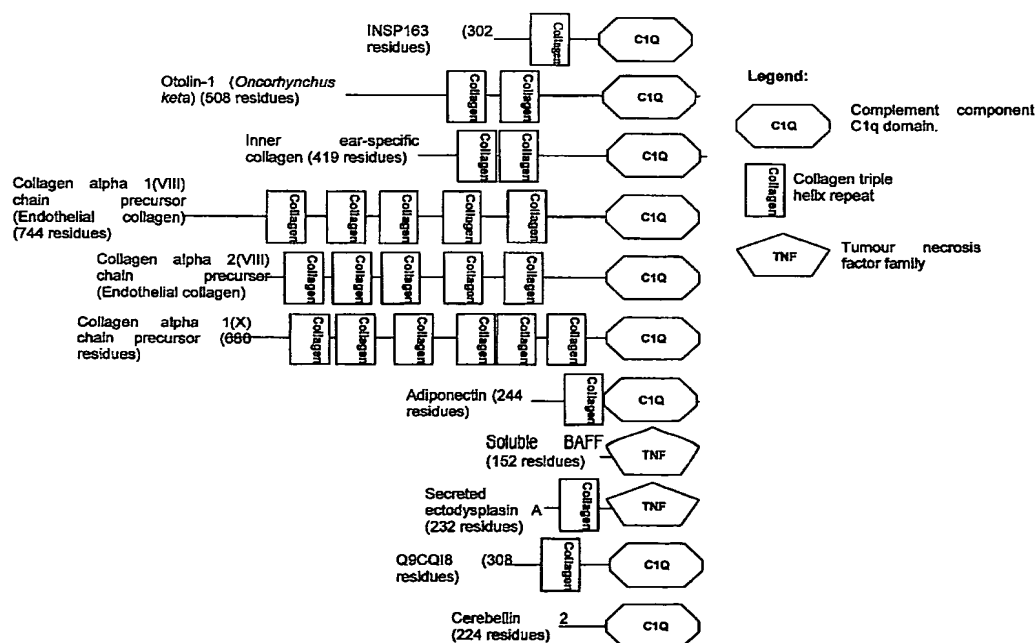 INSP163 (302
residues)
Collagen
C1Q
Otolin-1 (Oncorhynchus
keta) (508 residues)
Collagen
Collagen
C1Q
Inner ear-specific
collagen (419 residues)
Collagen
Collagen
C1Q
Collagen alpha 1(VIII)
chain precursor
(Endothelial collagen)
(744 residues)
Collagen
Collagen
Collagen
Collagen
Collagen
C1Q
Collagen alpha 2(VIII)
chain precursor
(Endothelial collagen)
Collagen
Collagen
Collagen
Collagen
Collagen
C1Q
Collagen alpha 1(X)
chain precursor (680
residues)
Collagen
Collagen
Collagen
Collagen
Collagen
Collagen
C1Q
Adiponectin (244
residues)
Collagen
C1Q
Soluble BAFF
(152 residues)
TNF
Secreted
ectodysplasin A
(232 residues)
Collagen
TNF
Q9CQI8 (308
residues)
Collagen
C1Q
Cerebellin 2
(224 residues)
C1Q
Legend:
C1Q
Complement component
C1q domain.
Collagen
Collagen triple
helix repeat
TNF
Tumour necrosis
factor family